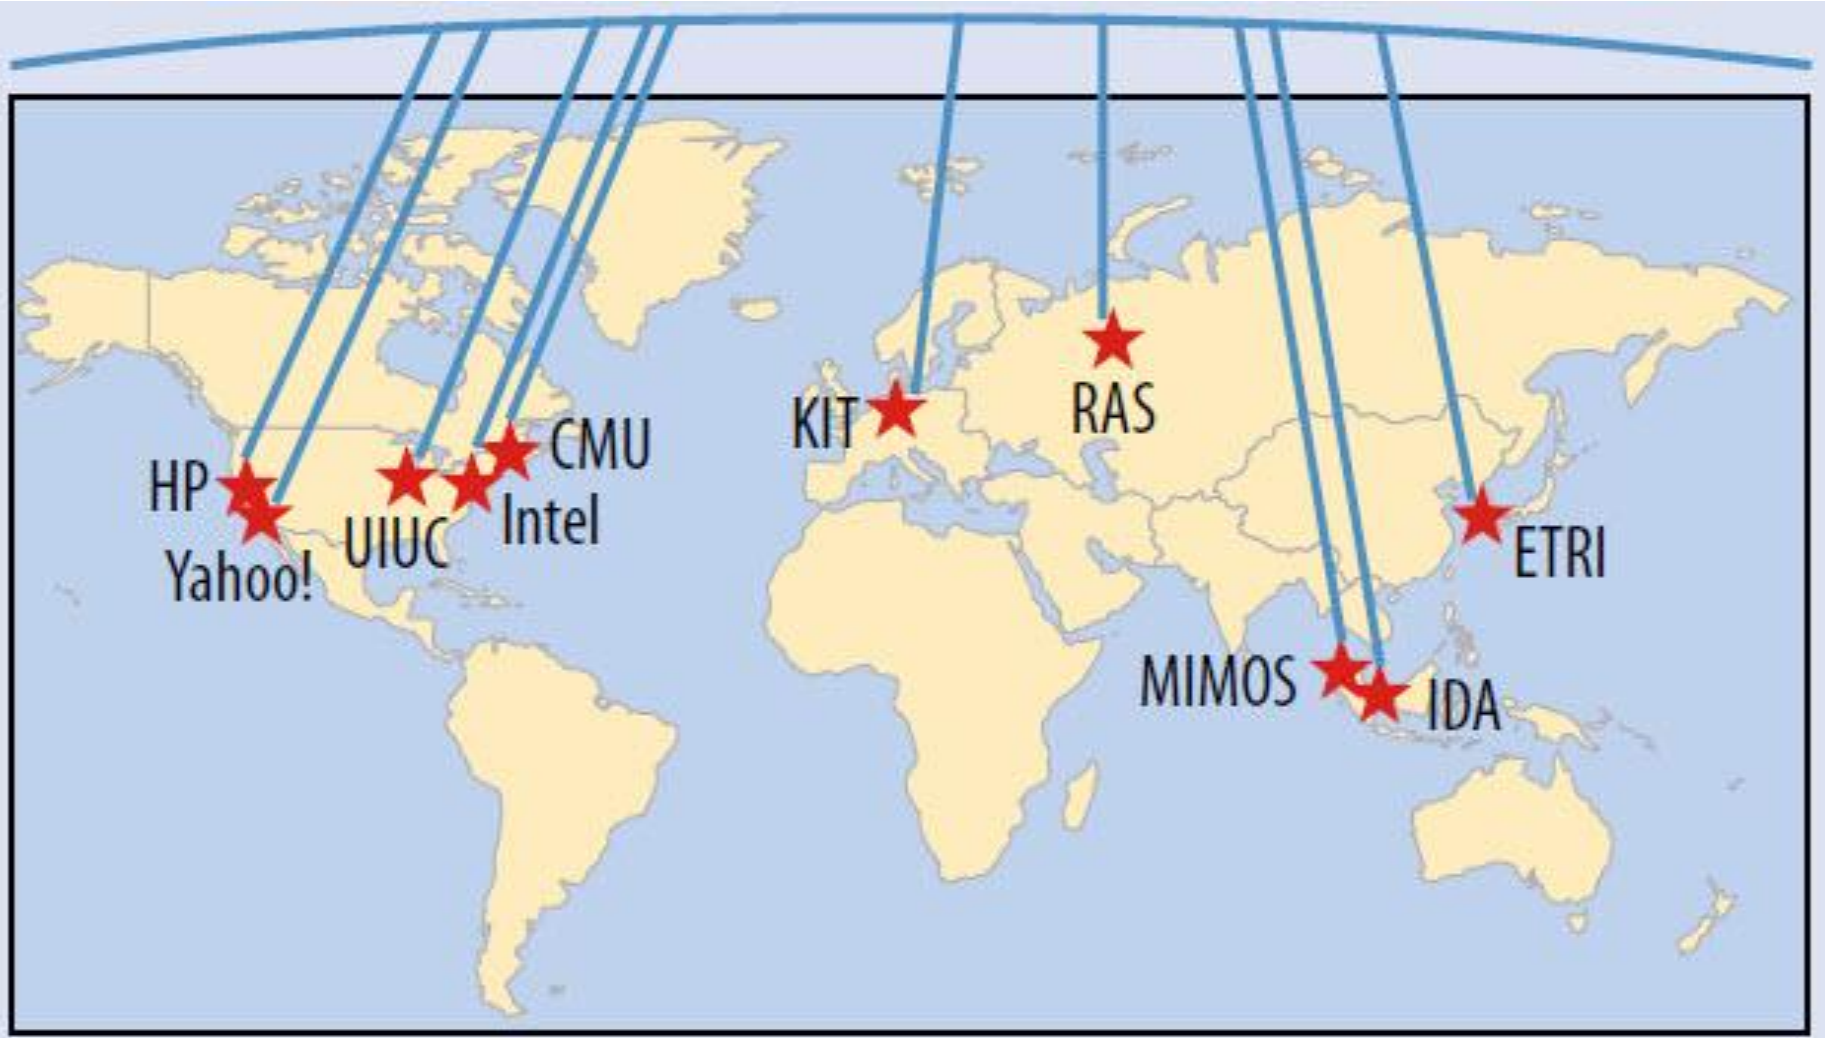 KIT
RAS
CMU
HP
Intel
UIUC
Yahoo!
ETRI
MIMOS
IDA